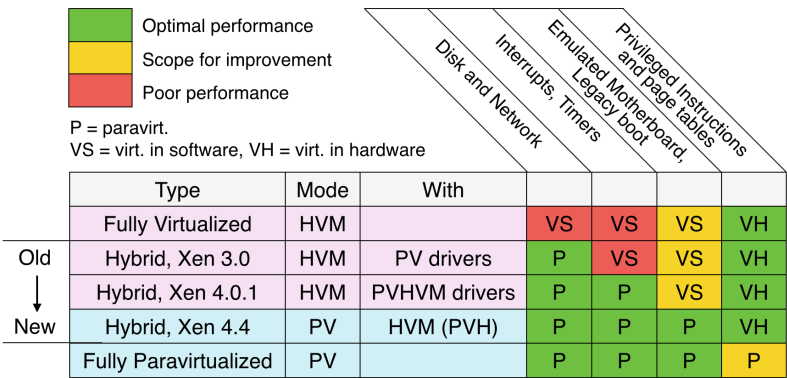 Optimal performance
Scope for improvement
Poor performance
P = paravirt.
VS = virt. in software, VH = virt. in hardware
Disk and Network
Interrupts, Timers
Emulated Motherboard,
Legacy boot
Privileged Instructions
and page tables
Type Mode With
Fully Virtualized HVM VS VS VS VH
Old Hybrid, Xen 3.0 HVM PV drivers P VS VS VH
Hybrid, Xen 4.0.1 HVM PVHVM drivers P P VS VH
New Hybrid, Xen 4.4 PV HVM (PVH) P P P VH
Fully Paravirtualized PV P P P P